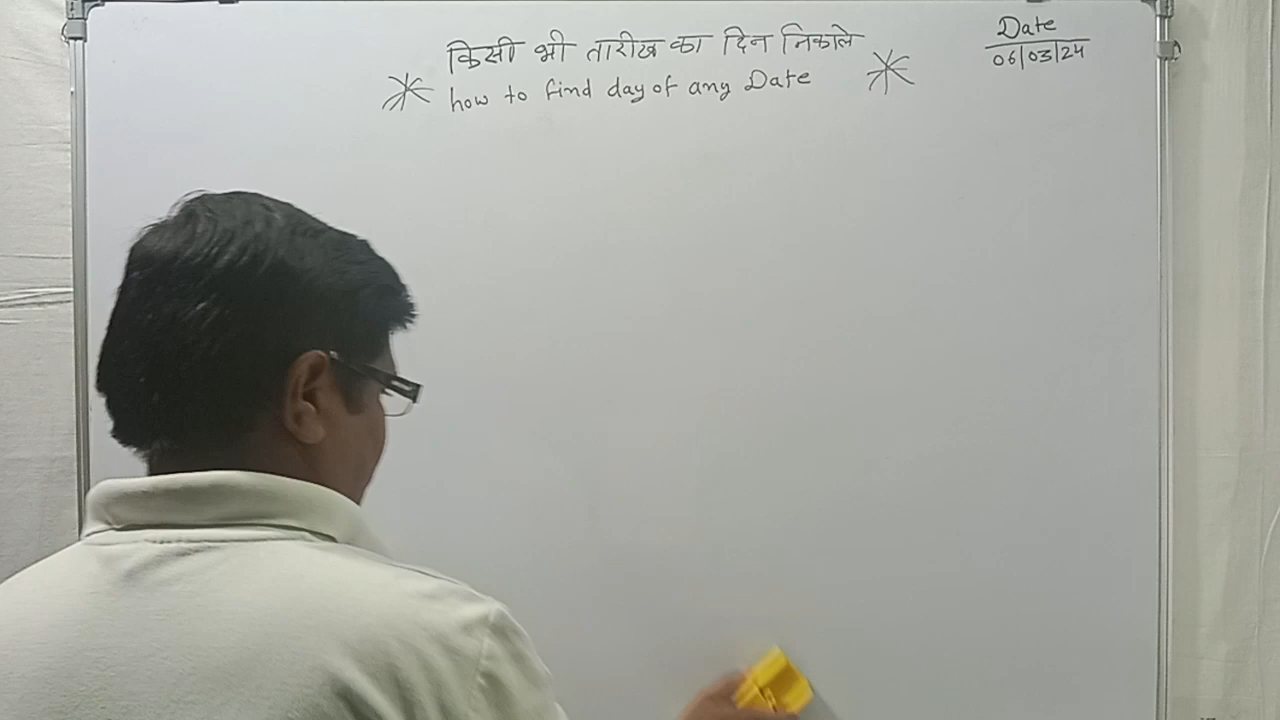 किसी भी तारीख का दिन निकाले
how to find day of any Date
Date
06/03/24